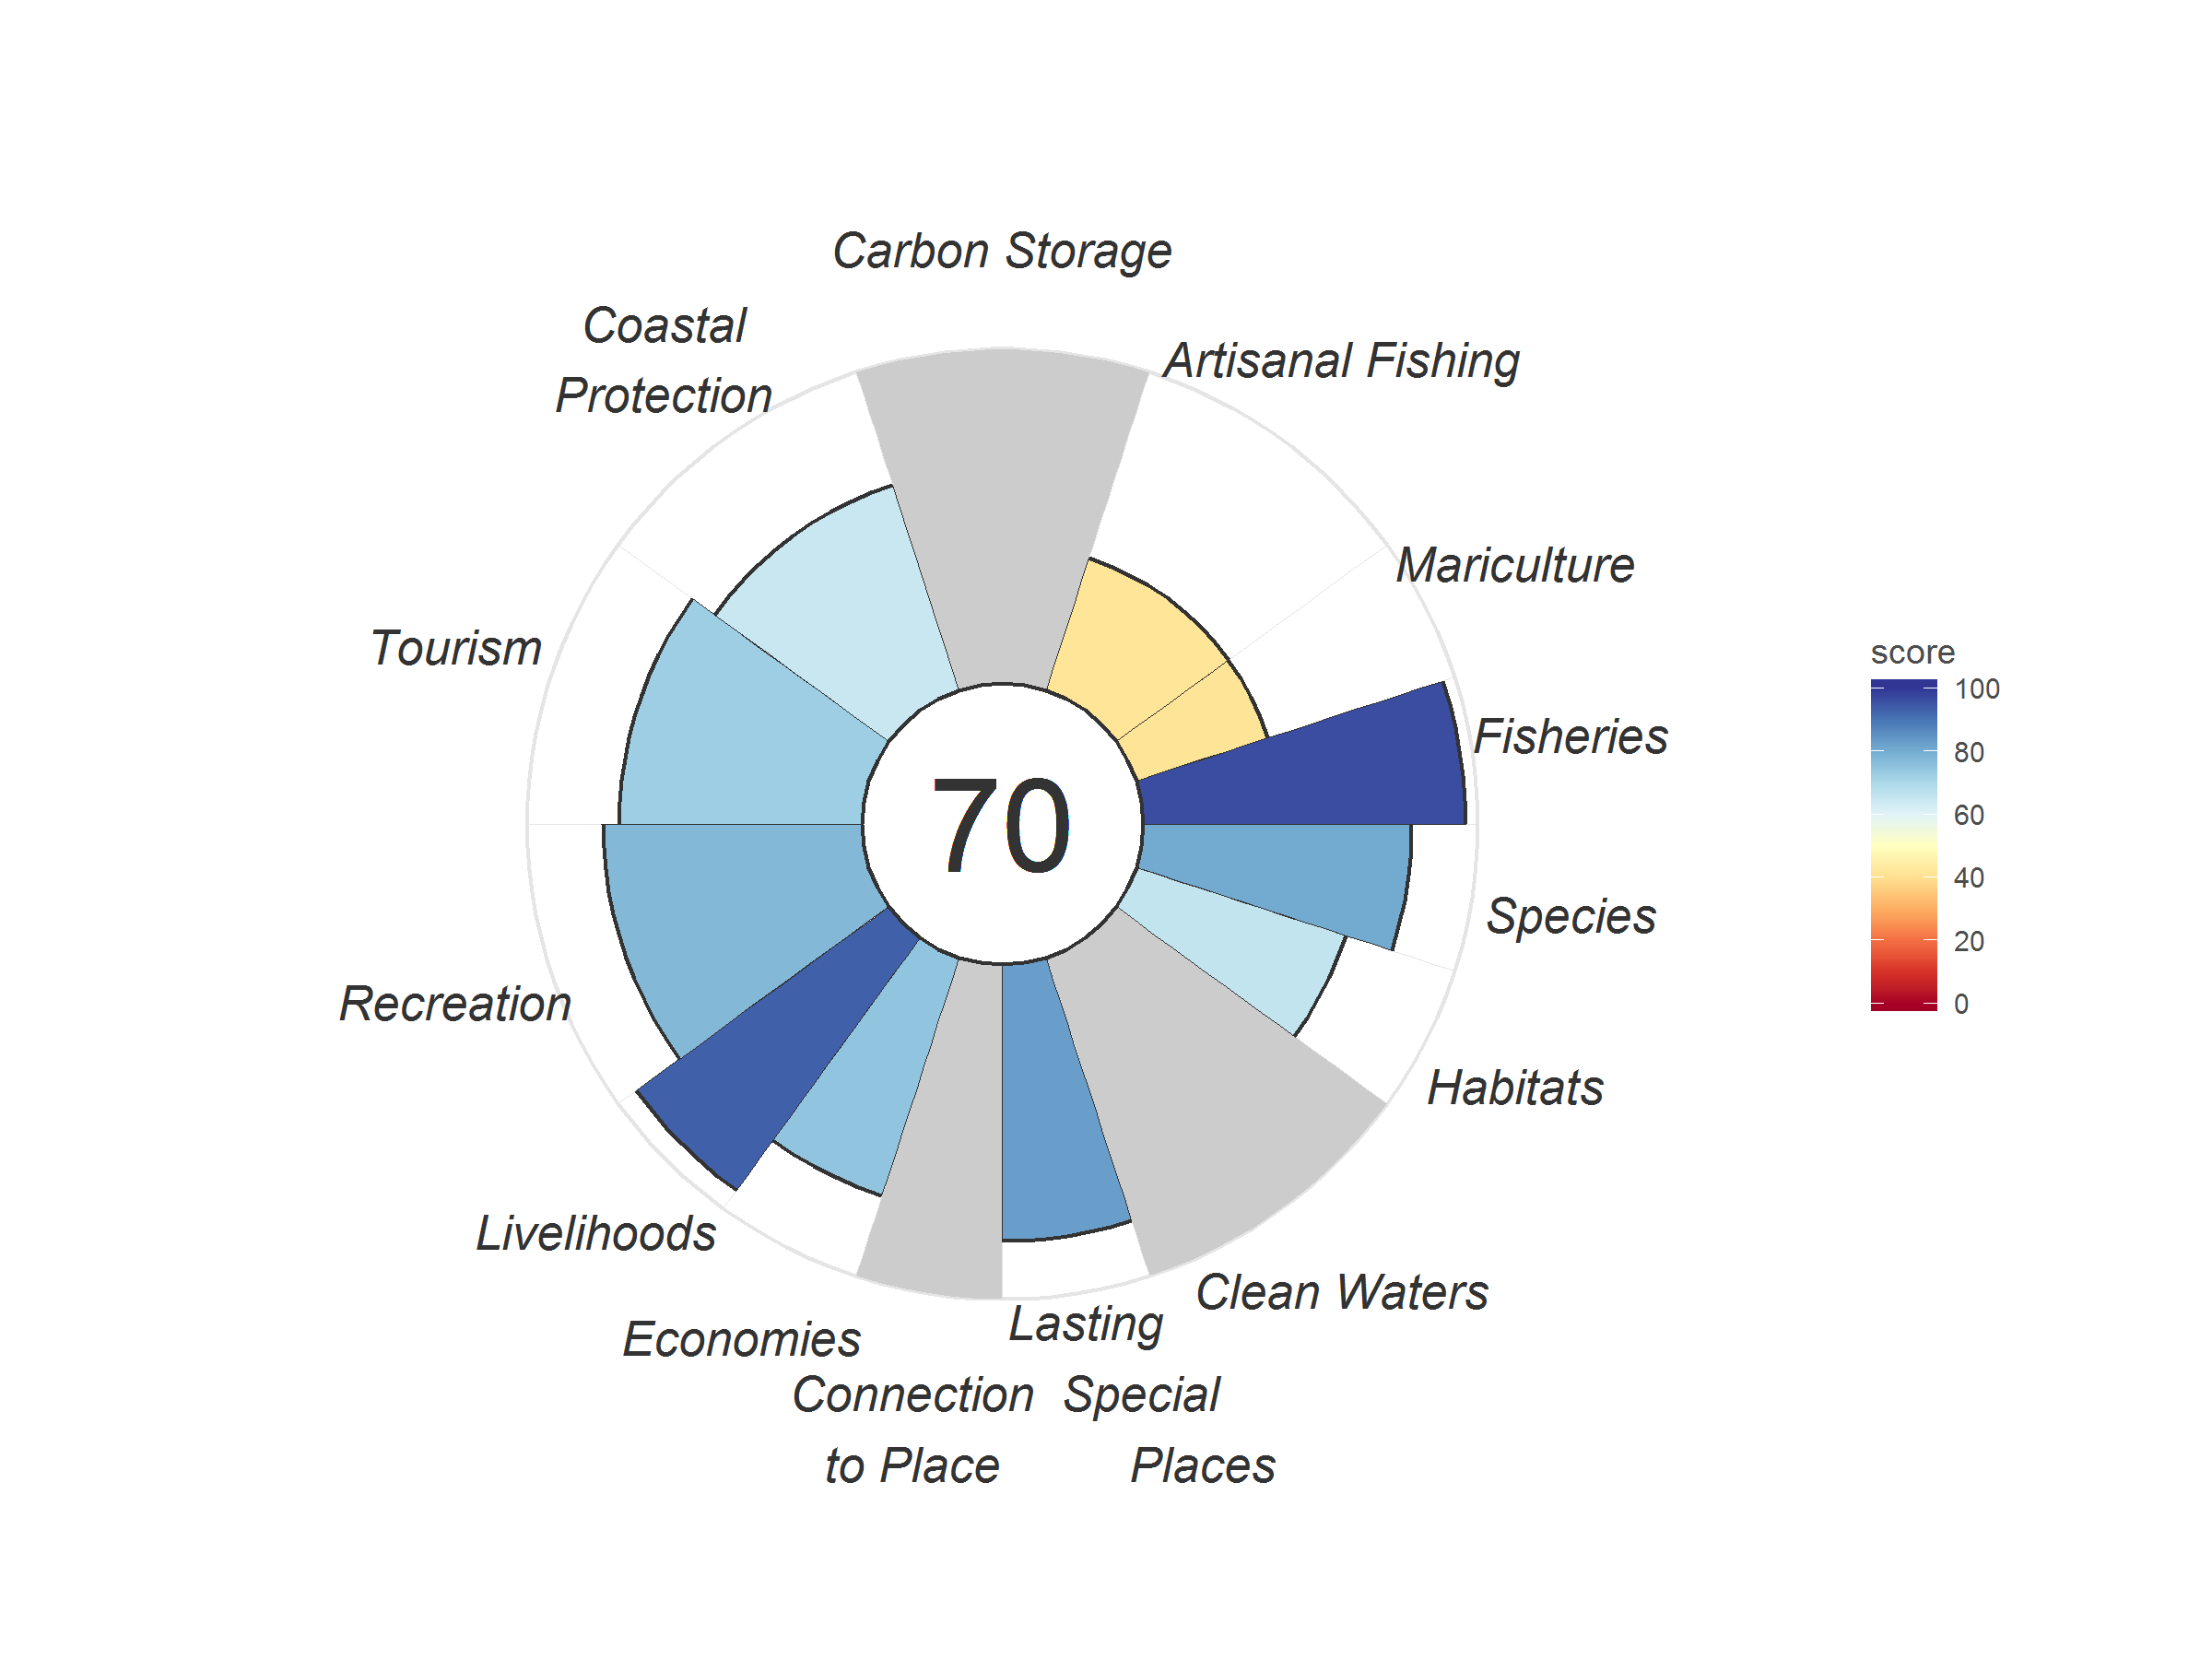 Carbon Storage
Coastal
Protection
Artisanal Fishing
Mariculture
Tourism
Fisheries
70
Species
Recreation
Habitats
Livelihoods
Clean Waters
Economies
Lasting
Special
Places
Connection
to Place
score
100
80
60
40
20
0